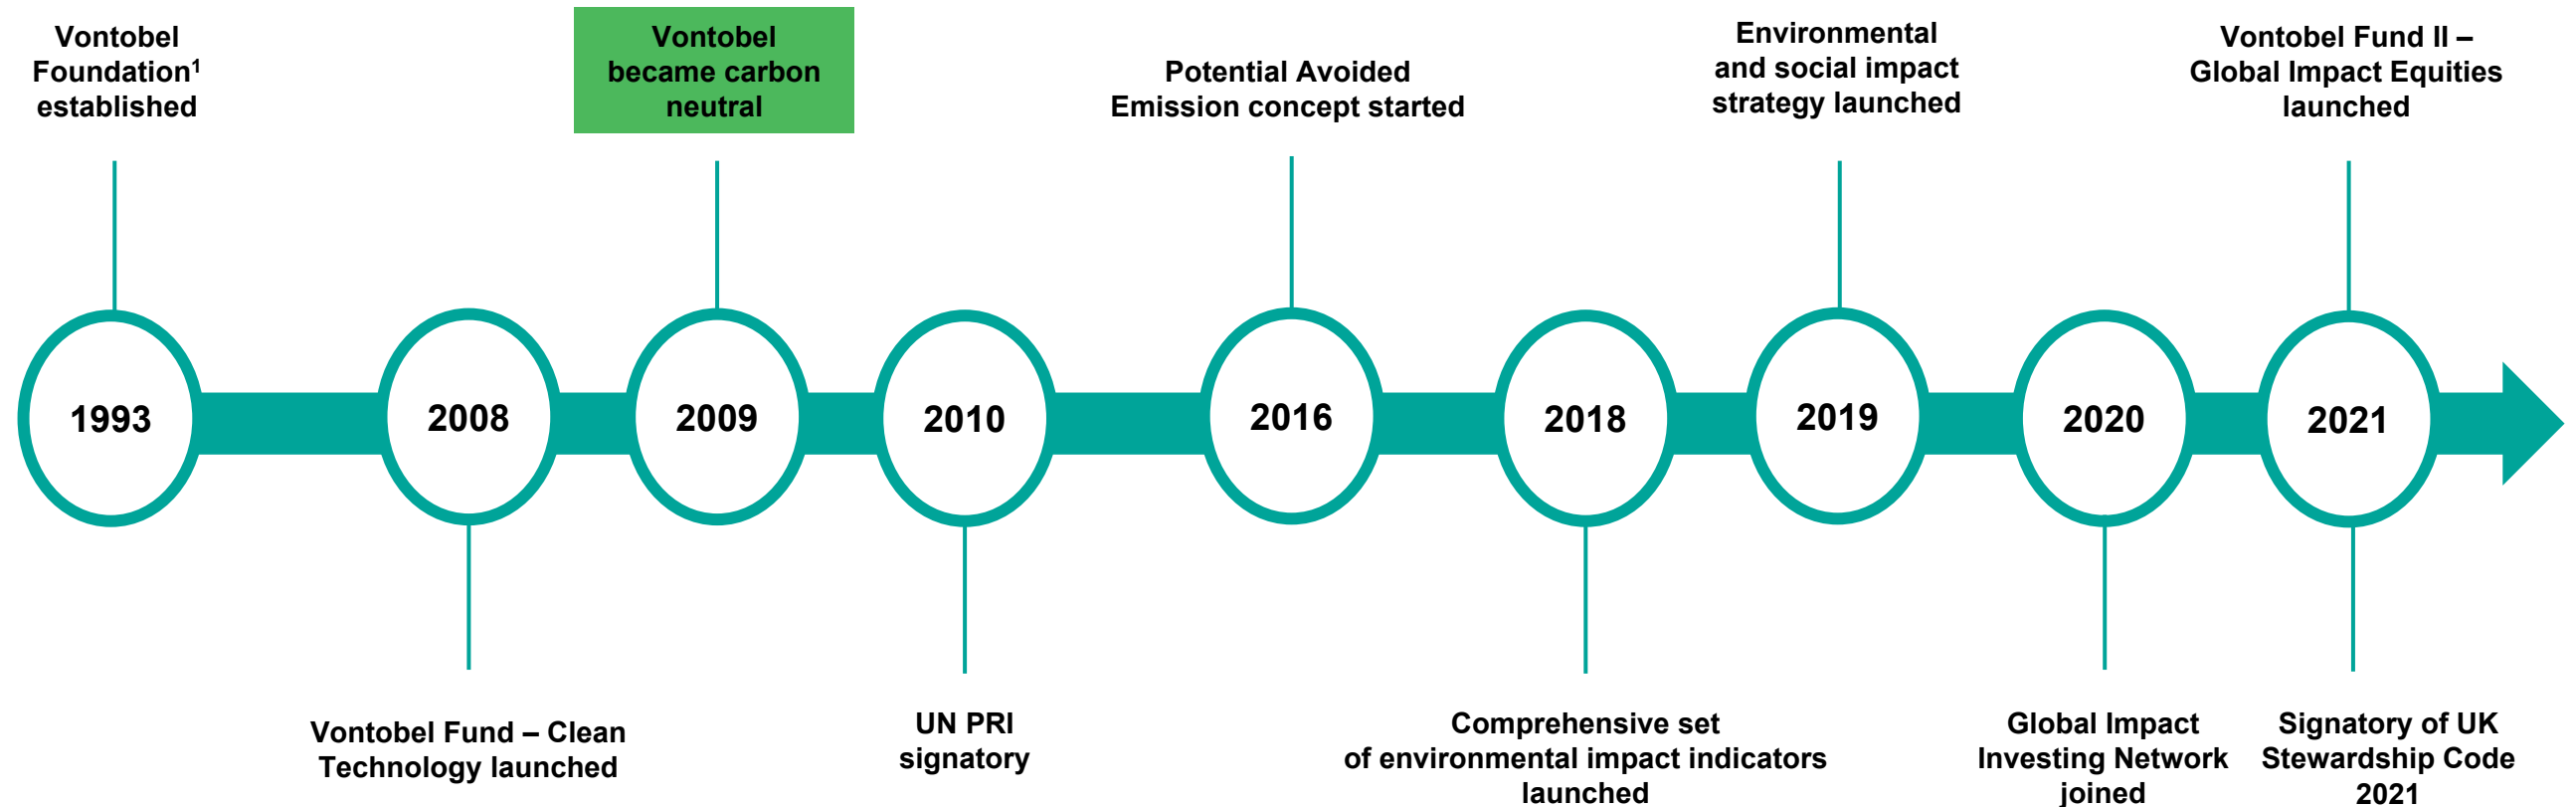 Vontobel
Foundation¹
established
Vontobel
became carbon
neutral
Potential Avoided
Emission concept started
Environmental
and social impact
strategy launched
Vontobel Fund II –
Global Impact Equities
launched
1993
2008
2009
2010
2016
2018
2019
2020
2021
Vontobel Fund – Clean
Technology launched
UN PRI
signatory
Comprehensive set
of environmental impact indicators
launched
Global Impact
Investing Network
joined
Signatory of UK
Stewardship Code
2021